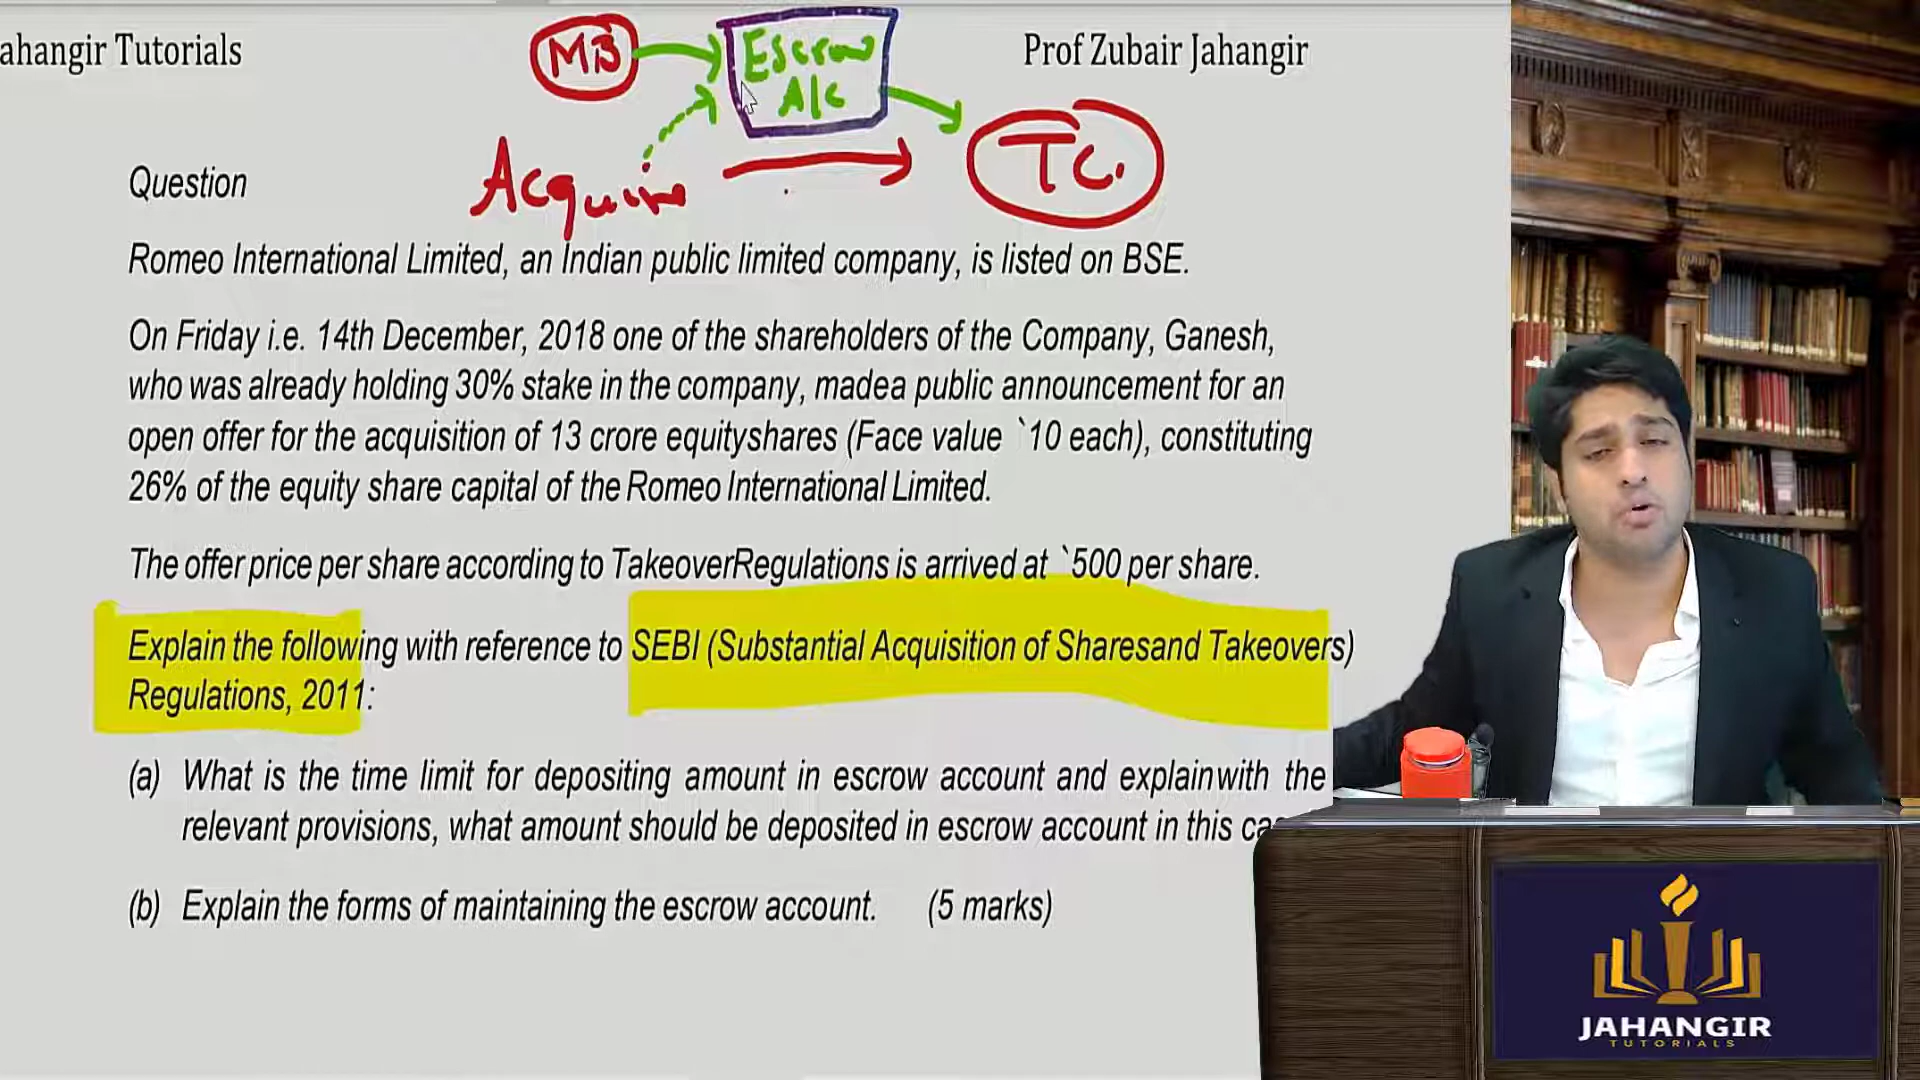 ahangir Tutorials
MB
Escrow
A/c
Prof Zubair Jahangir
TC.
Question
Romeo International Limited, an Indian public limited company, is listed on BSE.
On Friday i.e. 14th December, 2018 one of the shareholders of the Company, Ganesh,
who was already holding 30% stake in the company, madea public announcement for an
open offer for the acquisition of 13 crore equityshares (Face value `10 each), constituting
26% of the equity share capital of the Romeo International Limited.
The offer price per share according to TakeoverRegulations is arrived at `500 per share.
Explain the following with reference to SEBI (Substantial Acquisition of Sharesand Takeovers)
Regulations, 2011:
(a) What is the time limit for depositing amount in escrow account and explainwith the
relevant provisions, what amount should be deposited in escrow account in this
(b) Explain the forms of maintaining the escrow account. (5 marks)
JAHANGIR
TUTORIALS